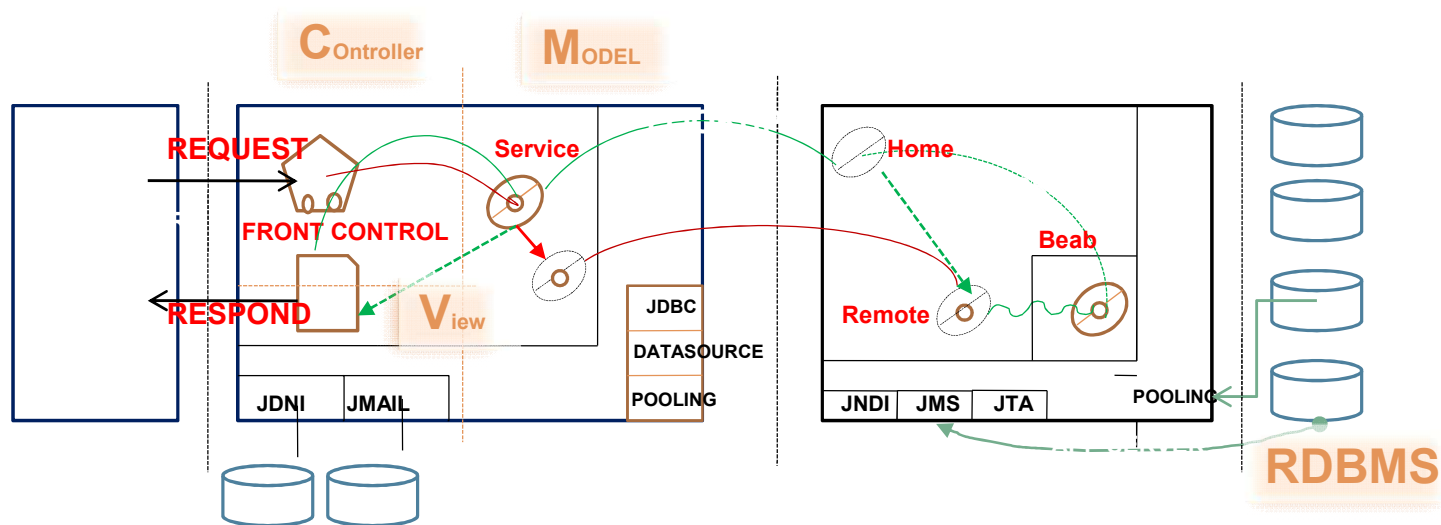 COntroller
MODEL
REQUEST
Service
Home
FRONT CONTROL
Beab
RESPOND
View
Remote
JDBC
DATASOURCE
POOLING
JDNI
JMAIL
JNDI
JMS
JTA
POOLING
RDBMS